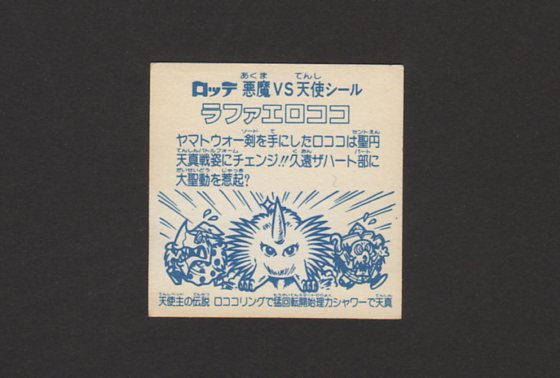 ロッテ 悪魔VS天使シール
ラファエロココ
ヤマトウォー剣を手にしたロココは聖円
天真戦姿にチェンジ!!久遠ザハート部に
大聖動を惹起?
天使主の伝説 ロココリングで猛回転開始理力シャワーで天真